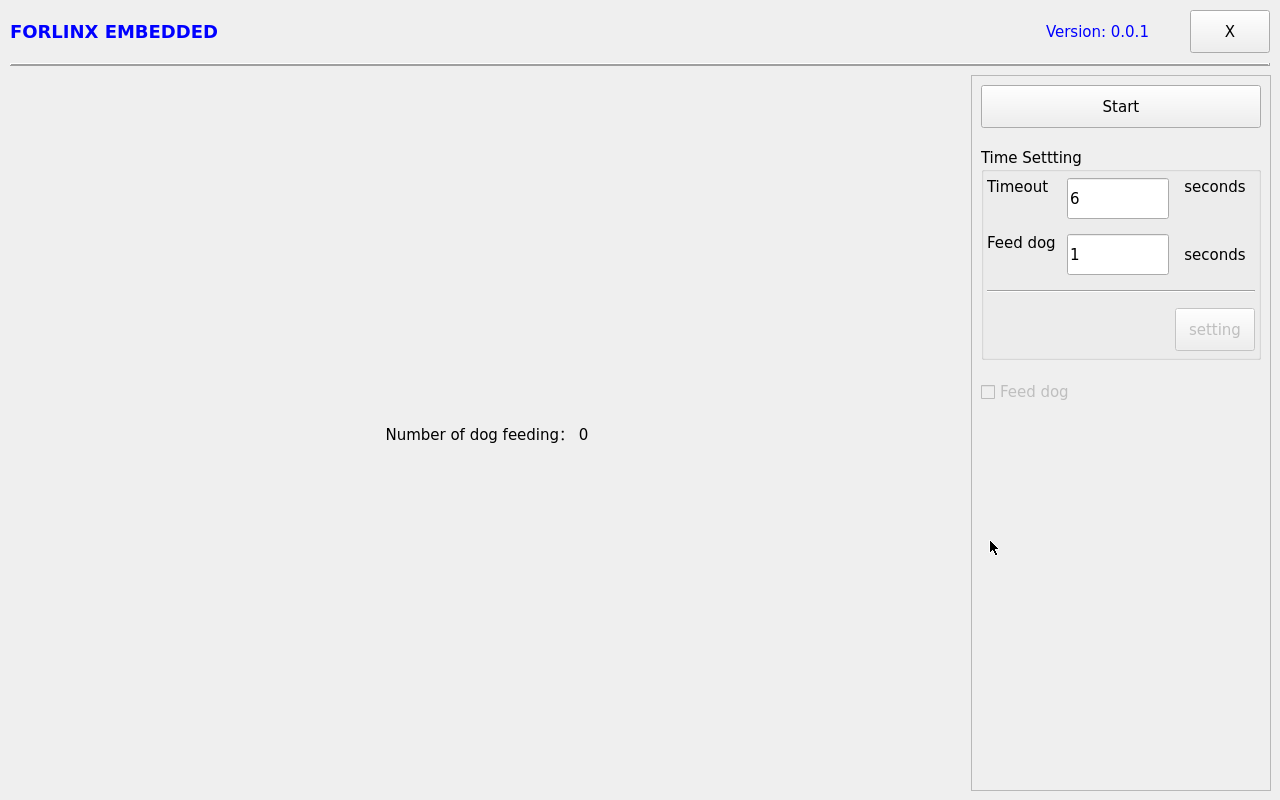 FORLINX EMBEDDED
Version: 0.0.1
X
Start
Time Settting
Timeout 6 seconds
Feed dog 1 seconds
setting
Feed dog
Number of dog feeding： 0